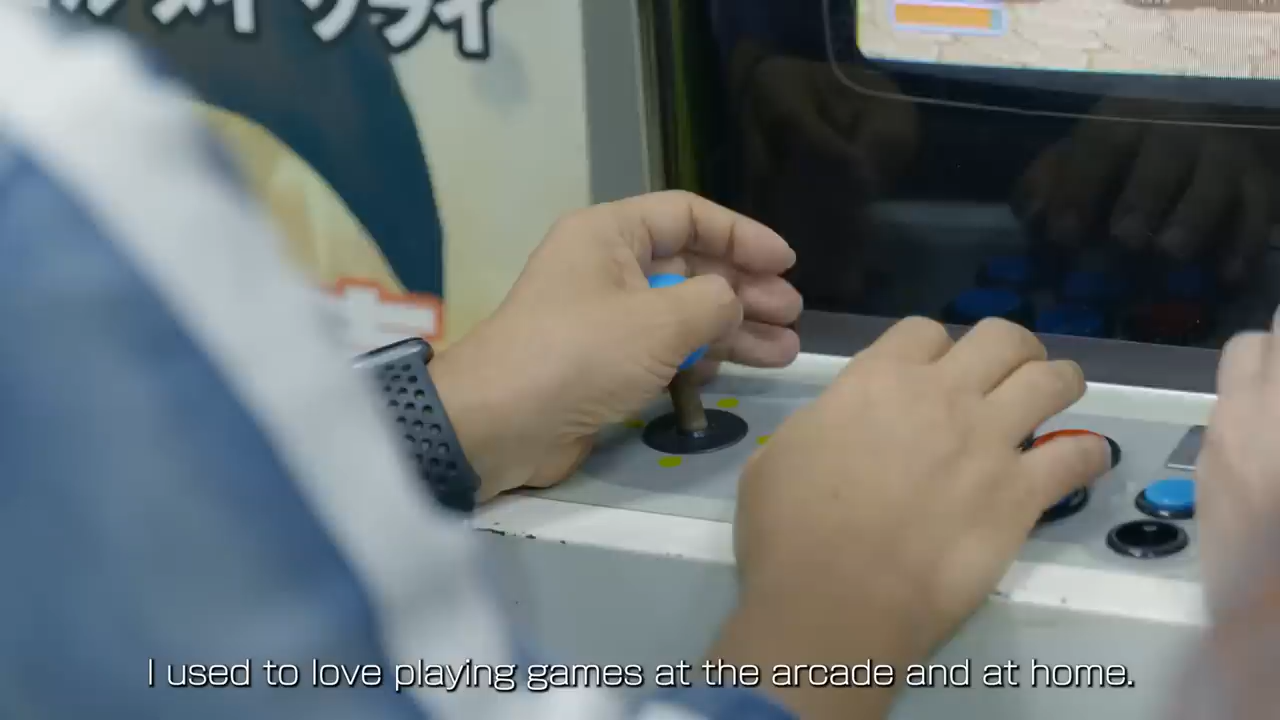 I used to love playing games at the arcade and at home.